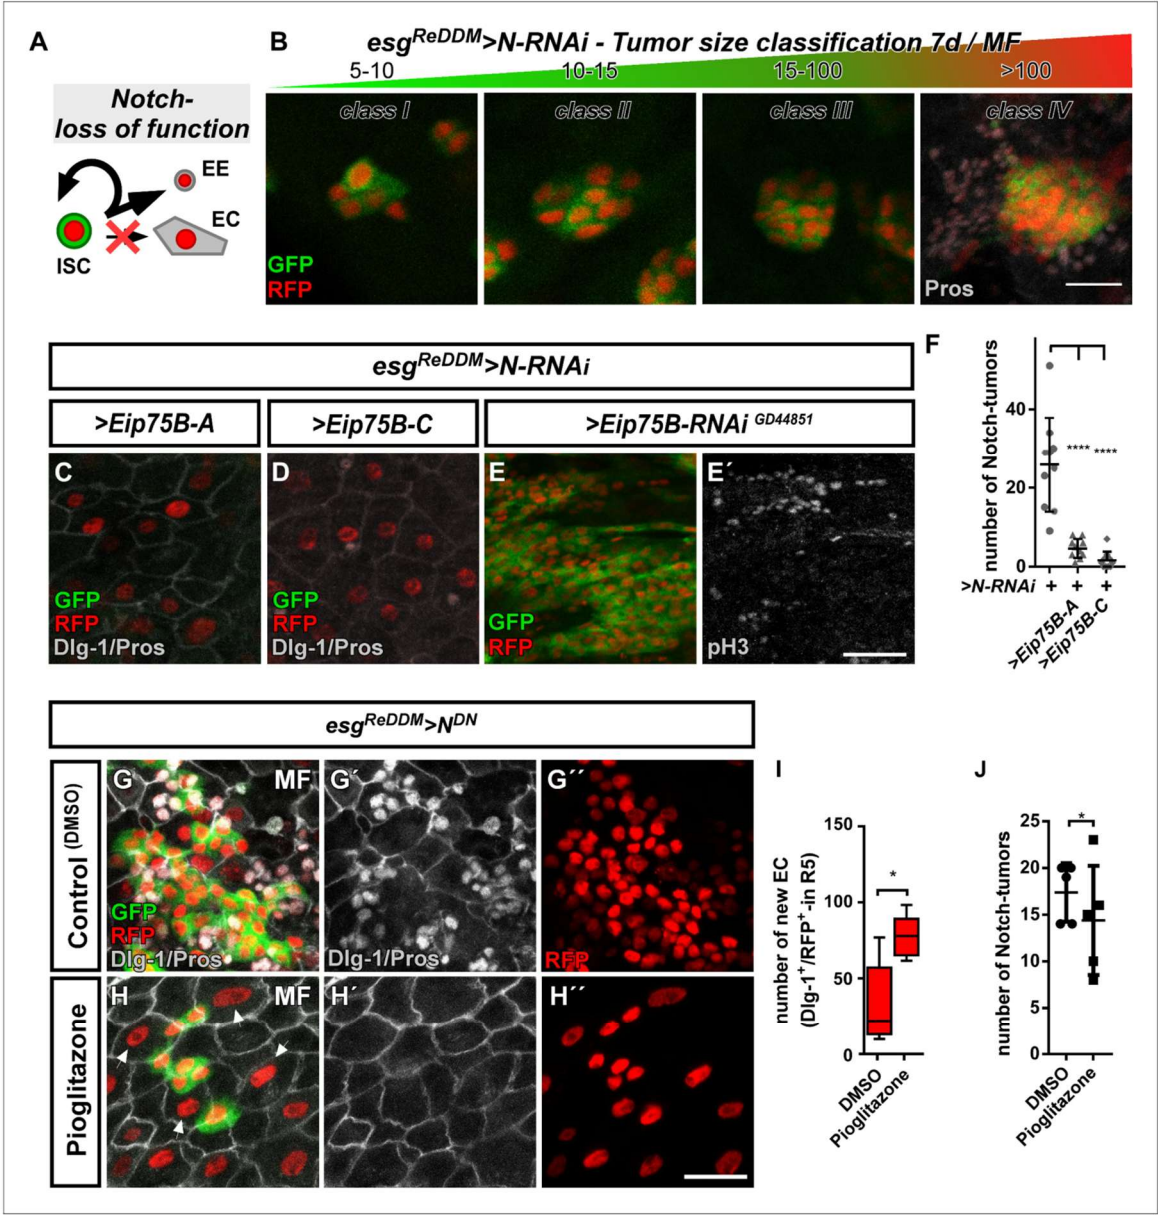 A
Notch-
loss of function
EE
EC
ISC
B
esgReDDM>N-RNAi - Tumor size classification 7d / MF
5-10
10-15
15-100
>100
class I
class II
class III
class IV
GFP
RFP
Pros
esgReDDM>N-RNAi
>Eip75B-A
>Eip75B-C
>Eip75B-RNAi GD44851
C
GFP
RFP
Dlg-1/Pros
D
GFP
RFP
Dlg-1/Pros
E
GFP
RFP
E´
pH3
F
number of Notch-tumors
40
20
0
**** ****
>N-RNAi + + +
>Eip75B-A
>Eip75B-C
esgReDDM>NDN
Control (DMSO)
G
MF
GFP
RFP
Dlg-1/Pros
G´
Dlg-1/Pros
G´´
RFP
Pioglitazone
H
MF
H´
H´´
I
number of new EC
(Dlg-1+/RFP+-in R5)
150
100
50
0
*
DMSO
Pioglitazone
J
number of Notch-tumors
25
20
15
10
5
0
*
DMSO
Pioglitazone